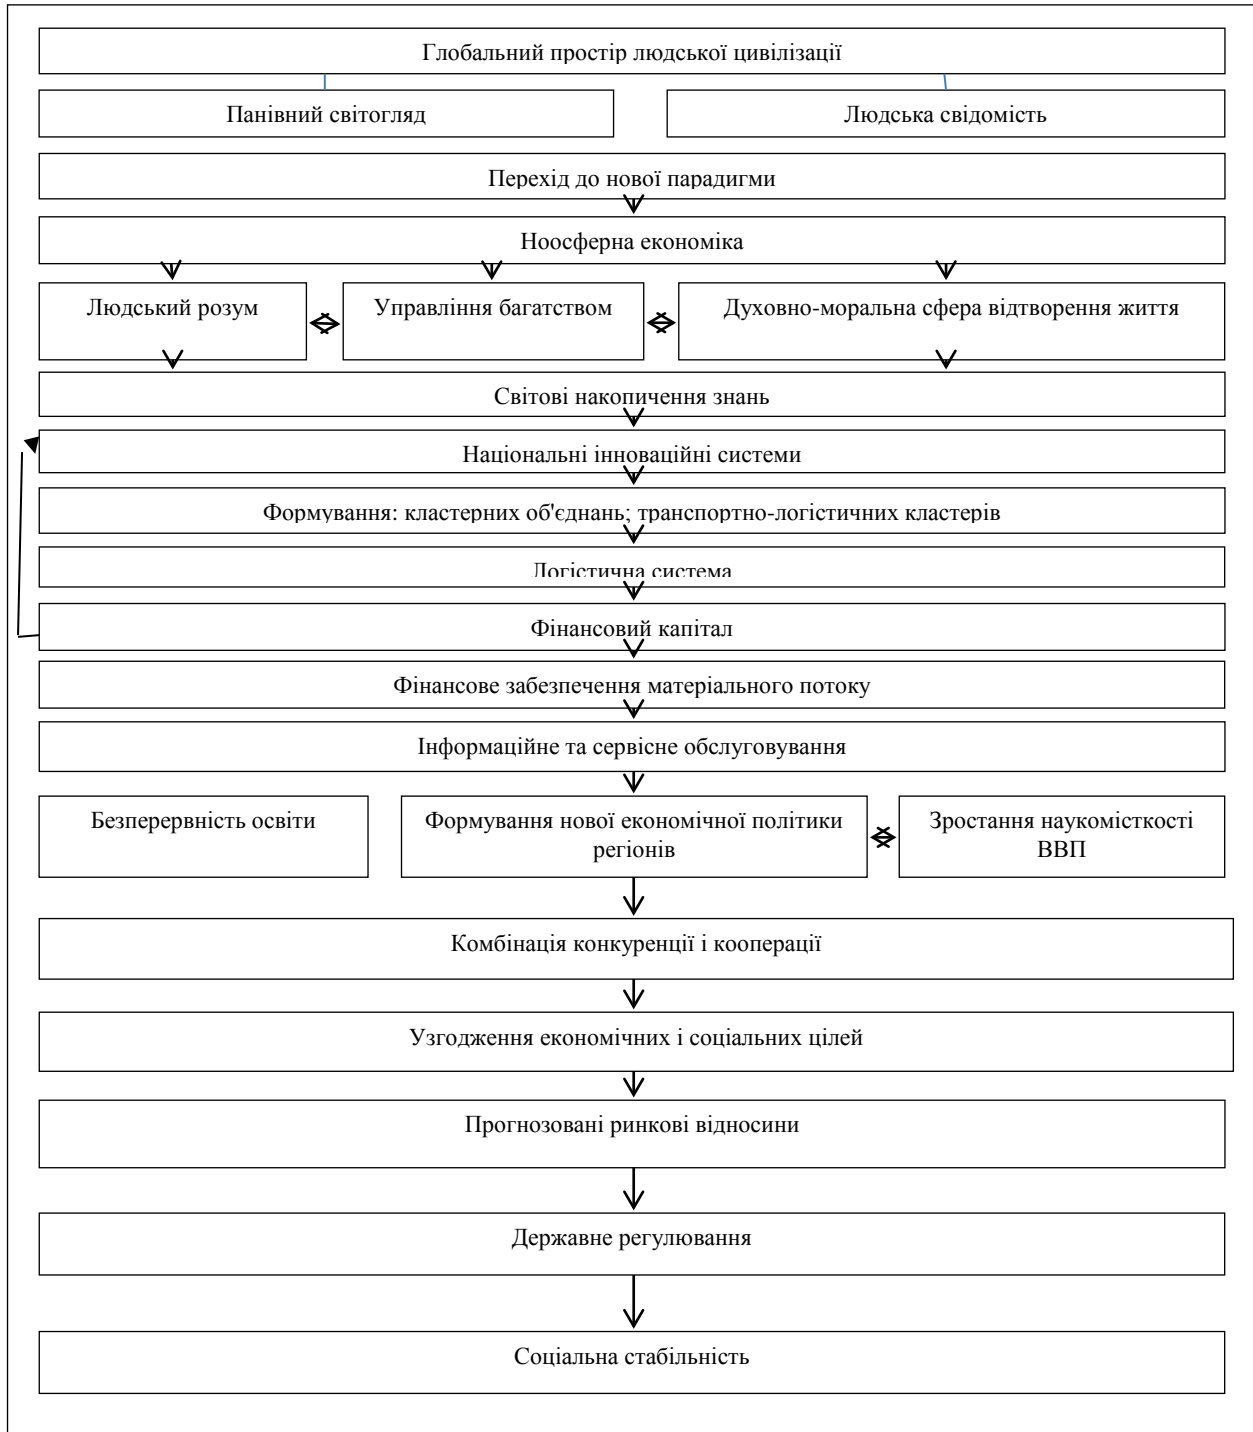 Глобальний простір людської цивілізації
Панівний світогляд
Людська свідомість
Перехід до нової парадигми
Ноосферна економіка
Людський розум
Управління багатством
Духовно-моральна сфера відтворення життя
Світові накопичення знань
Національні інноваційні системи
Формування: кластерних об'єднань; транспортно-логістичних кластерів
Логістична система
Фінансовий капітал
Фінансове забезпечення матеріального потоку
Інформаційне та сервісне обслуговування
Безперервність освіти
Формування нової економічної політики
регіонів
Зростання наукомісткості
ВВП
Комбінація конкуренції і кооперації
Узгодження економічних і соціальних цілей
Прогнозовані ринкові відносини
Державне регулювання
Соціальна стабільність